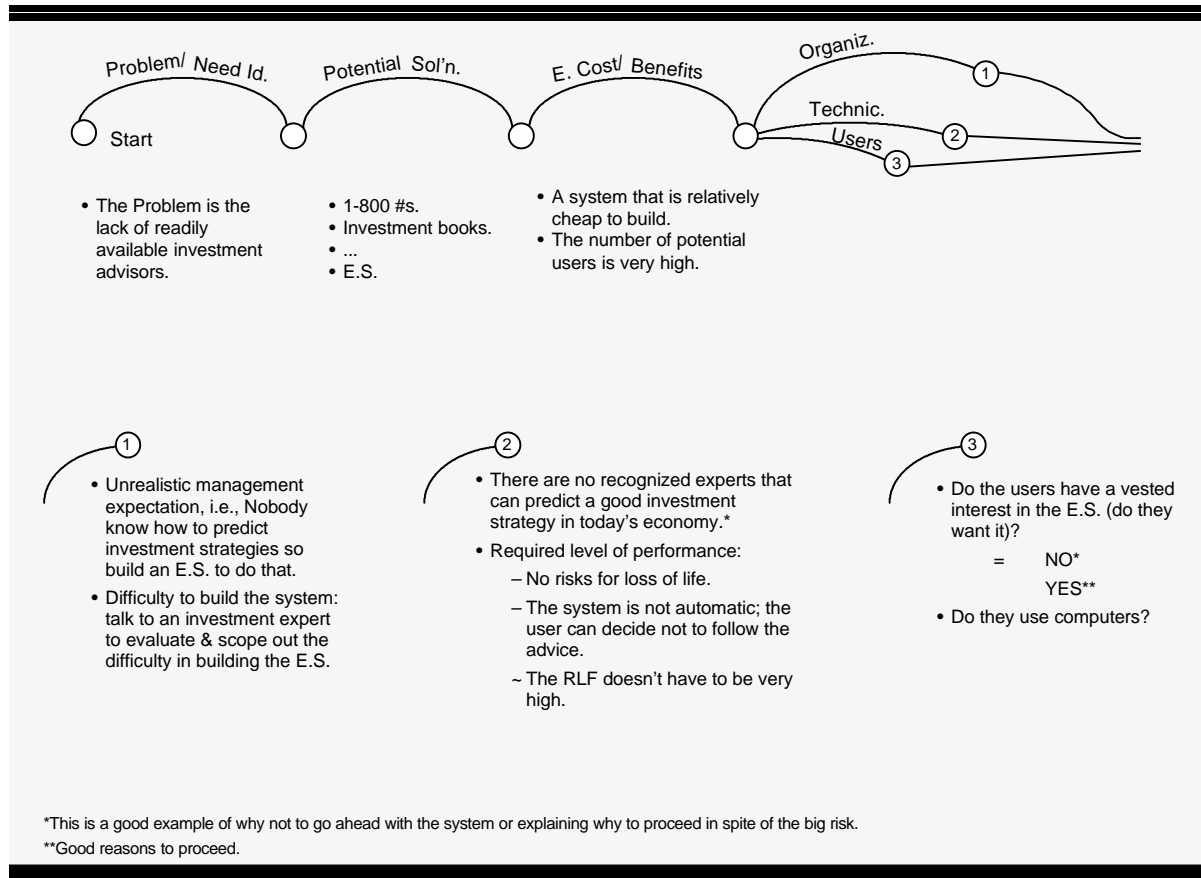 Problem/ Need Id.
Potential Sol'n.
E. Cost/ Benefits
Organiz.
1
Technic.
2
Users
3
Start
• The Problem is the
lack of readily
available investment
advisors.
• 1-800 #s.
• Investment books.
• ...
• E.S.
• A system that is relatively
cheap to build.
• The number of potential
users is very high.
1
• Unrealistic management
expectation, i.e., Nobody
know how to predict
investment strategies so
build an E.S. to do that.
• Difficulty to build the system:
talk to an investment expert
to evaluate & scope out the
difficulty in building the E.S.
2
• There are no recognized experts that
can predict a good investment
strategy in today's economy.*
• Required level of performance:
– No risks for loss of life.
– The system is not automatic; the
user can decide not to follow the
advice.
~ The RLF doesn't have to be very
high.
3
• Do the users have a vested
interest in the E.S. (do they
want it)?
= NO*
YES**
• Do they use computers?
*This is a good example of why not to go ahead with the system or explaining why to proceed in spite of the big risk.
**Good reasons to proceed.